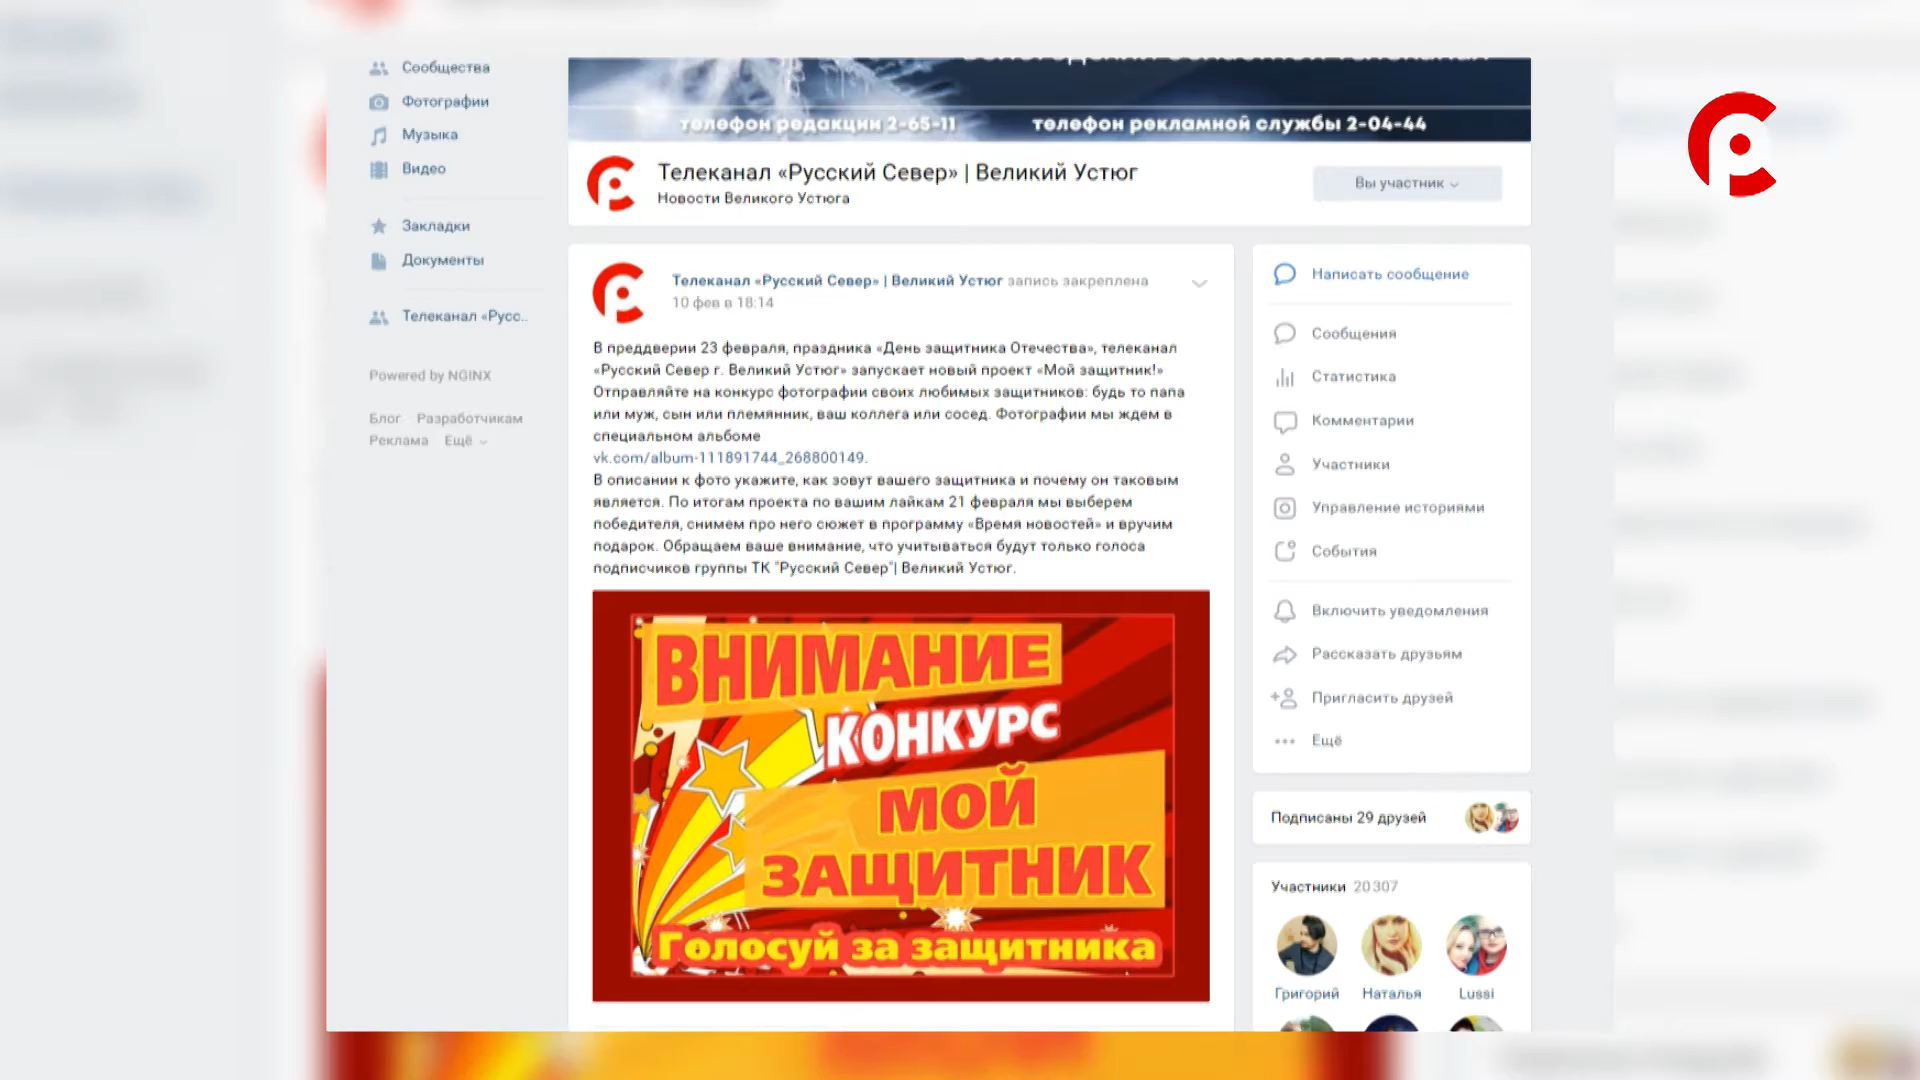 Сообщества
Фотографии
Музыка
Видео
Закладки
Документы
Телеканал «Русс..
Powered by NGINX
Блог Разработчикам
Реклама Ещё
телефон редакции 2-65-11
телефон рекламной службы 2-04-44
Телеканал «Русский Север» | Великий Устюг
Новости Великого Устюга
Вы участник
Телеканал «Русский Север» | Великий Устюг запись закреплена
10 фев в 18:14
В преддверии 23 февраля, праздника «День защитника Отечества», телеканал
«Русский Север г. Великий Устюг» запускает новый проект «Мой защитник!»
Отправляйте на конкурс фотографии своих любимых защитников: будь то папа
или муж, сын или племянник, ваш коллега или сосед. Фотографии мы ждем в
специальном альбоме
vk.com/album-111891744_268800149.
В описании к фото укажите, как зовут вашего защитника и почему он таковым
является. По итогам проекта по вашим лайкам 21 февраля мы выберем
победителя, снимем про него сюжет в программу «Время новостей» и вручим
подарок. Обращаем ваше внимание, что учитываться будут только голоса
подписчиков группы ТК "Русский Север"| Великий Устюг.
ВНИМАНИЕ
КОНКУРС
МОЙ
ЗАЩИТНИК
Голосуй за защитника
Написать сообщение
Сообщения
Статистика
Комментарии
Участники
Управление историями
События
Включить уведомления
Рассказать друзьям
Пригласить друзей
Ещё
Подписаны 29 друзей
Участники 20 307
Григорий
Наталья
Lussi